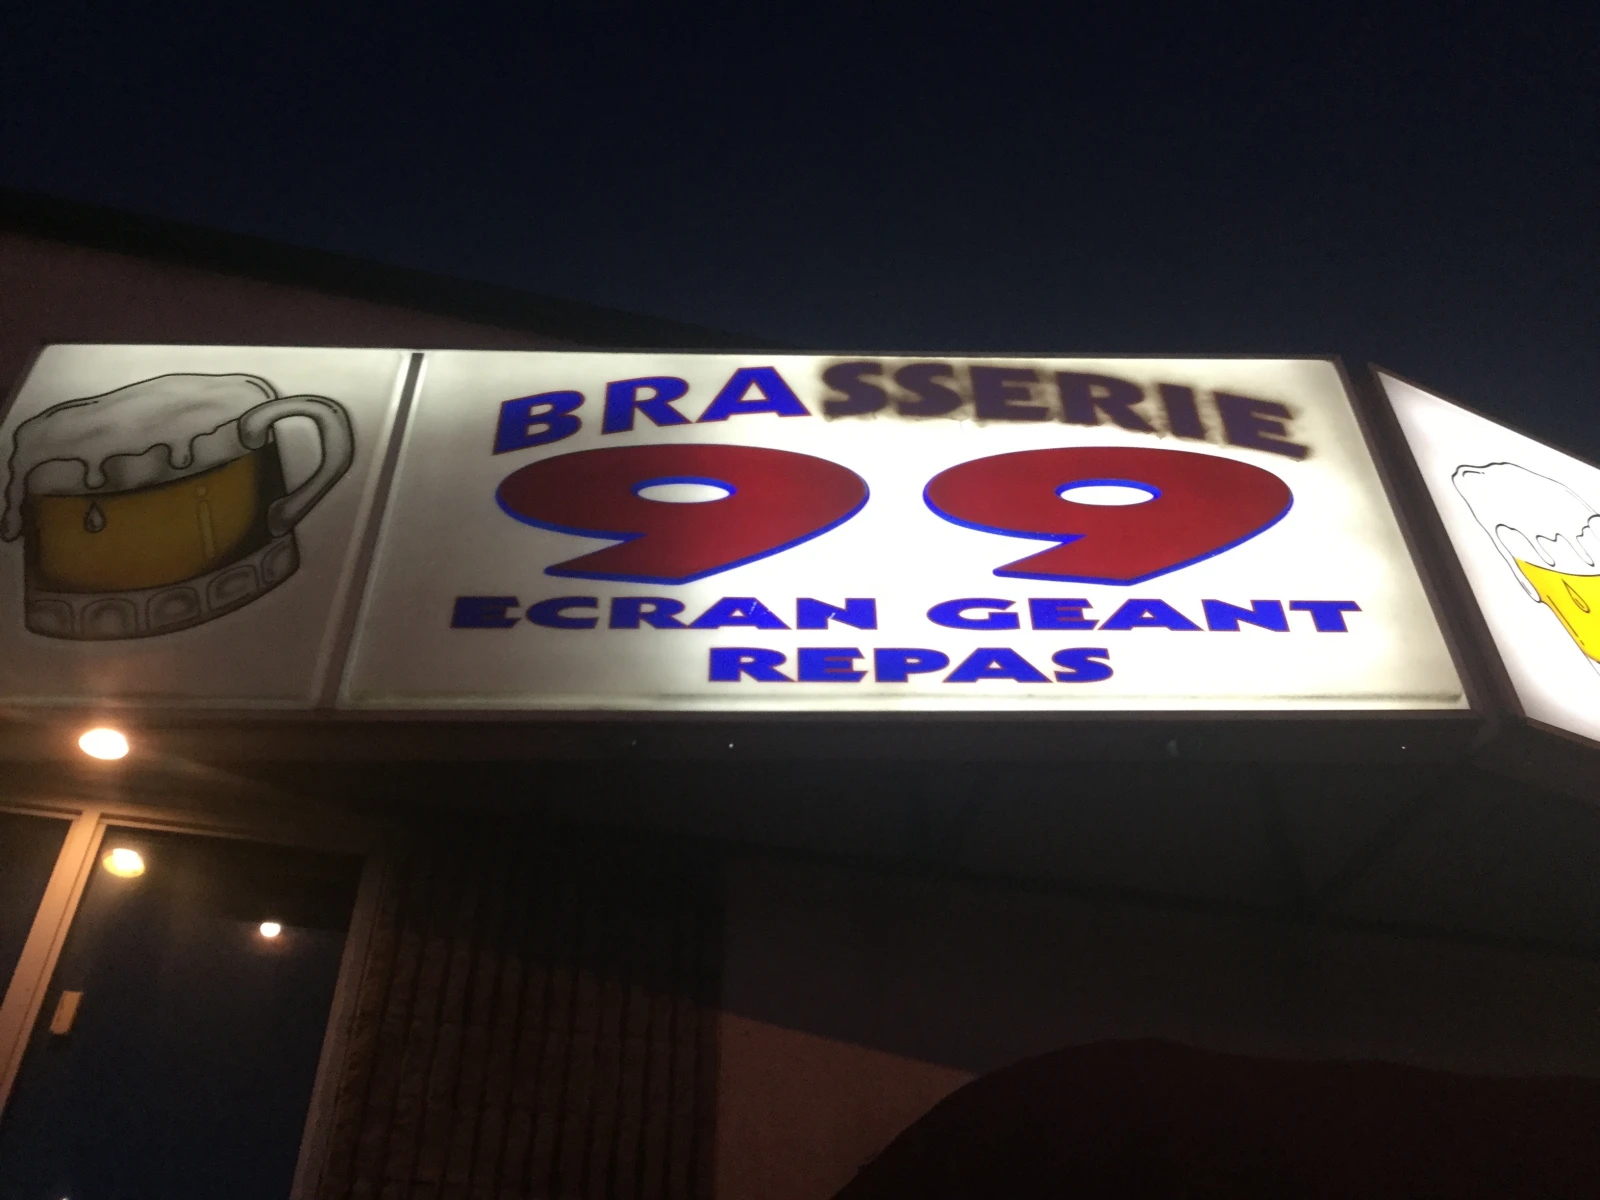 BRASSERIE
99
ECRAN GEANT
REPAS